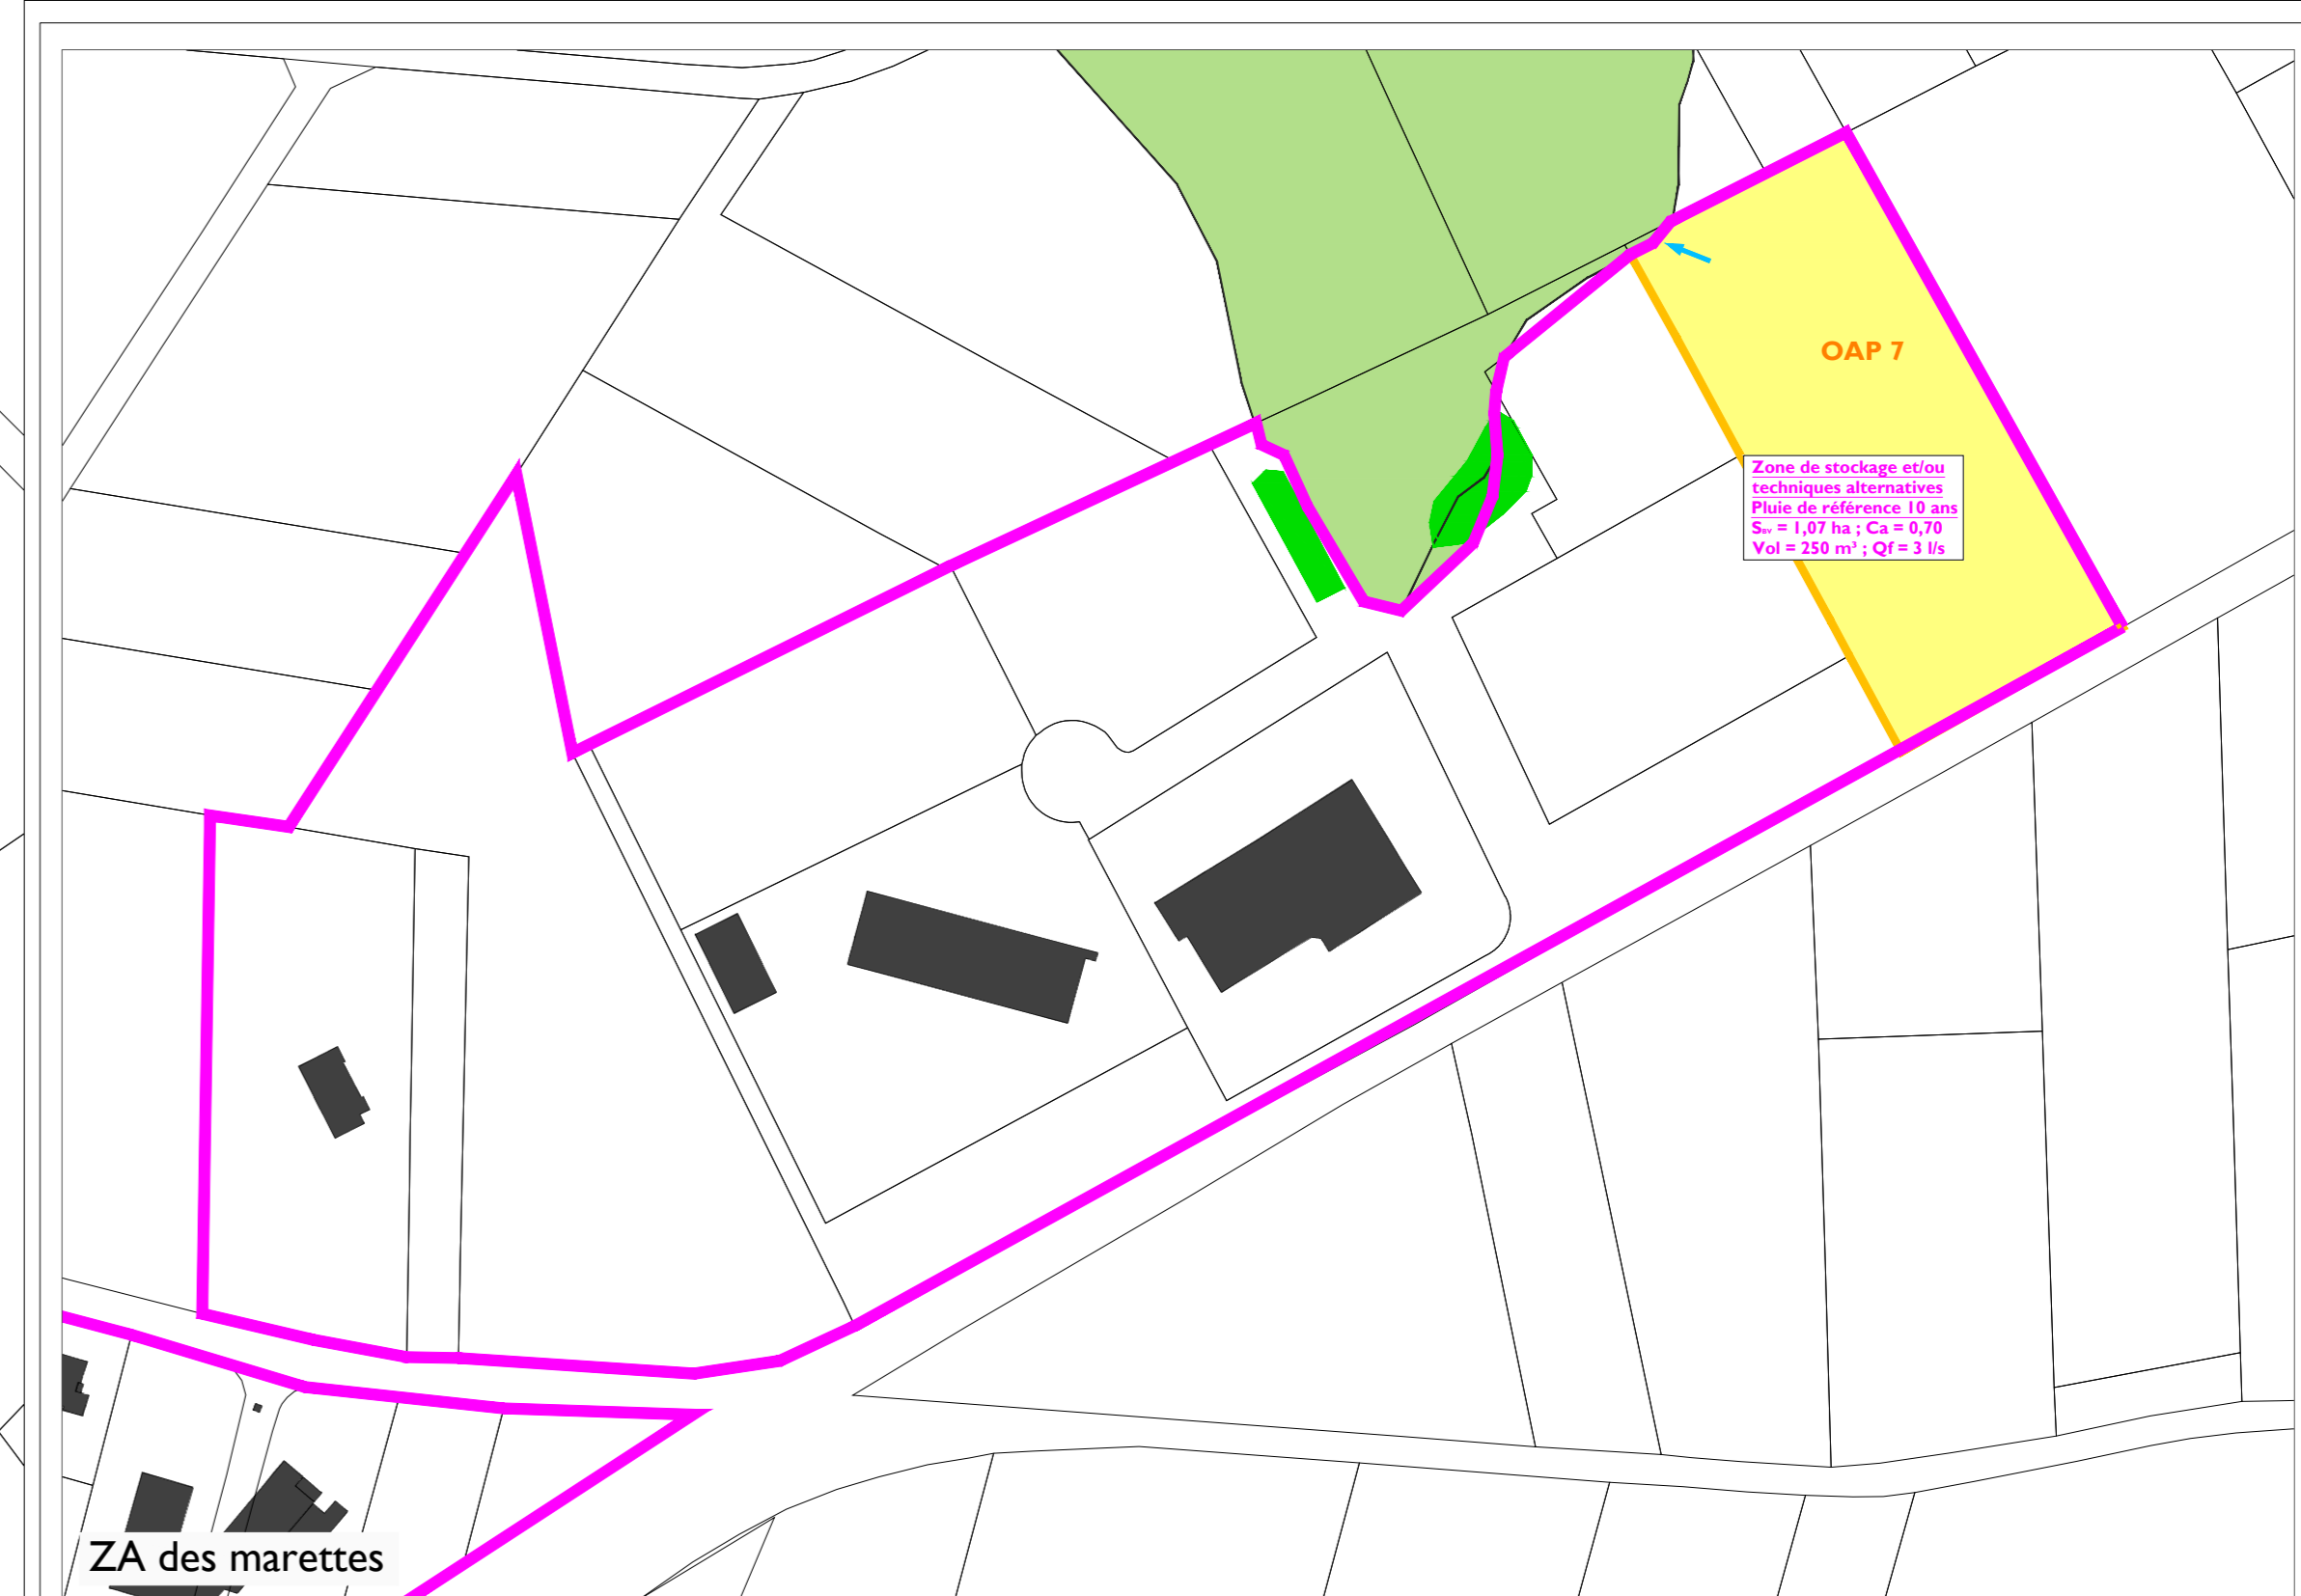 OAP 7
Zone de stockage et/ou
techniques alternatives
Pluie de référence 10 ans
SBV = 1,07 ha ; Ca = 0,70
Vol = 250 m³ ; Qf = 3 l/s
ZA des marettes